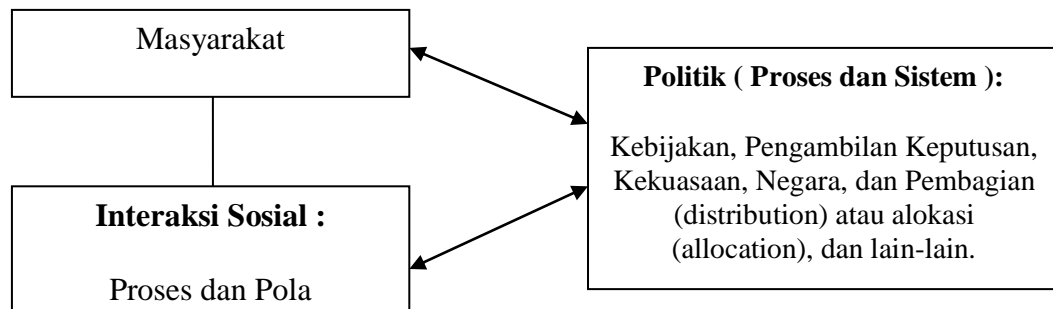 Masyarakat
Interaksi Sosial :
Proses dan Pola
Politik ( Proses dan Sistem ):
Kebijakan, Pengambilan Keputusan,
Kekuasaan, Negara, dan Pembagian
(distribution) atau alokasi
(allocation), dan lain-lain.